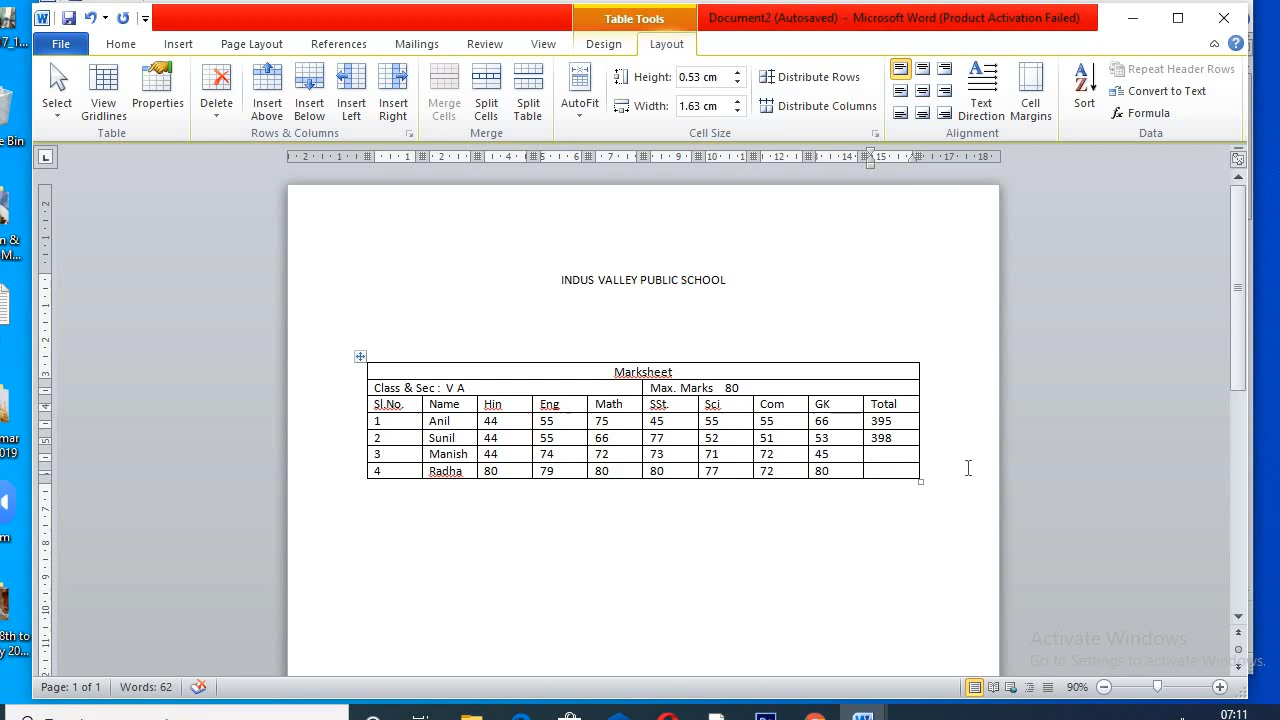 Table Tools
Document2 (Autosaved) - Microsoft Word (Product Activation Failed)
File Home Insert Page Layout References Mailings Review View Design Layout
Select View Gridlines Properties
Table
Delete Insert Above Insert Below Insert Left Insert Right
Rows & Columns
Merge Cells Split Cells Split Table
Merge
AutoFit Height: 0.53 cm Distribute Rows
Width: 1.63 cm Distribute Columns
Cell Size
Text Direction Cell Margins
Alignment
Sort Repeat Header Rows
Convert to Text
Formula
Data
INDUS VALLEY PUBLIC SCHOOL
Marksheet
Class & Sec : V A Max. Marks 80
Sl.No. Name Hin Eng Math SSt. Sci Com GK Total
1 Anil 44 55 75 45 55 55 66 395
2 Sunil 44 55 66 77 52 51 53 398
3 Manish 44 74 72 73 71 72 45
4 Radha 80 79 80 80 77 72 80
Activate Windows
Go to Settings to activate Windows.
Page: 1 of 1 Words: 62 90%
07:11
e Bin
2019